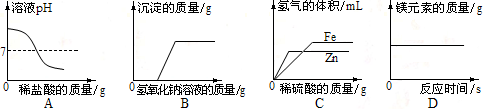 溶液pH
7
0
稀盐酸的质量/g
A
沉淀的质量/g
0
氢氧化钠溶液的质量/g
B
氢气的体积/mL
Fe
Zn
0
稀硫酸的质量/g
C
镁元素的质量/g
0
反应时间/s
D